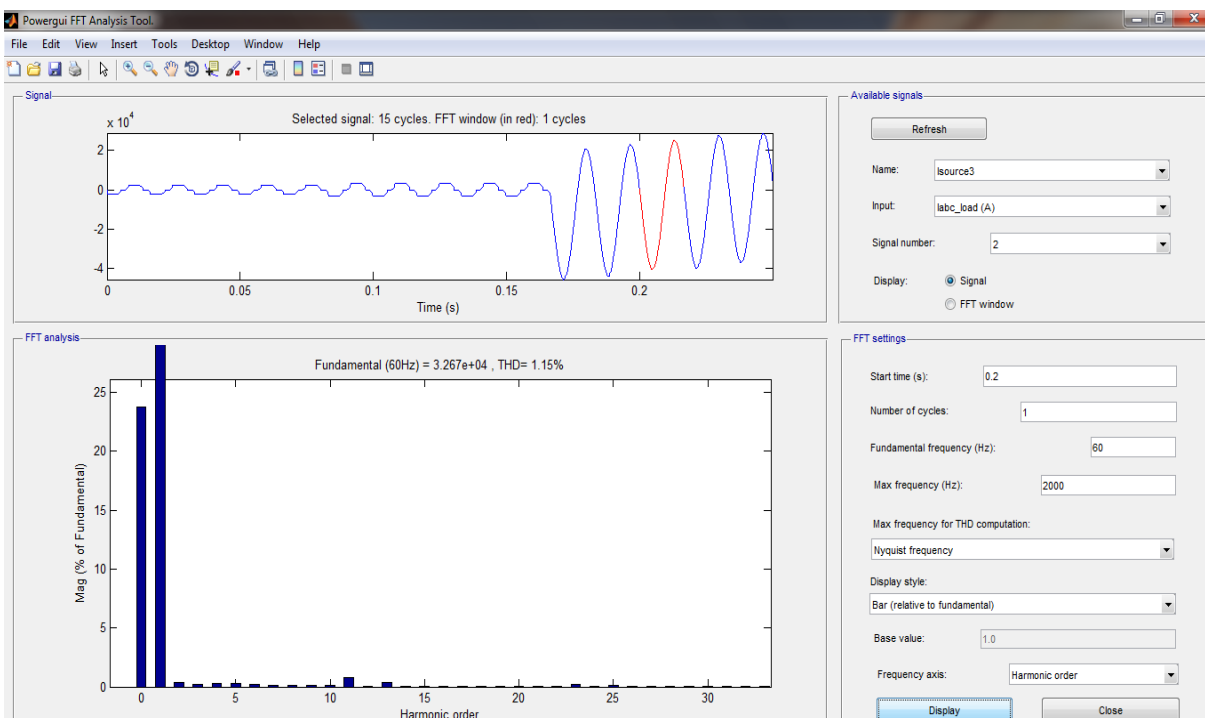 Powergui FFT Analysis Tool.
File Edit View Insert Tools Desktop Window Help
Signal
x 10^4
Selected signal: 15 cycles. FFT window (in red): 1 cycles
2
0
-2
-4
0 0.05 0.1 0.15 0.2
Time (s)
FFT analysis
Fundamental (60Hz) = 3.267e+04 , THD= 1.15%
Mag (% of Fundamental)
25
20
15
10
5
0
0 5 10 15 20 25 30
Harmonic order
Available signals
Refresh
Name: Isource3
Input: Iabc_load (A)
Signal number: 2
Display: Signal
FFT window
FFT settings
Start time (s): 0.2
Number of cycles: 1
Fundamental frequency (Hz): 60
Max frequency (Hz): 2000
Max frequency for THD computation:
Nyquist frequency
Display style:
Bar (relative to fundamental)
Base value: 1.0
Frequency axis: Harmonic order
Display Close